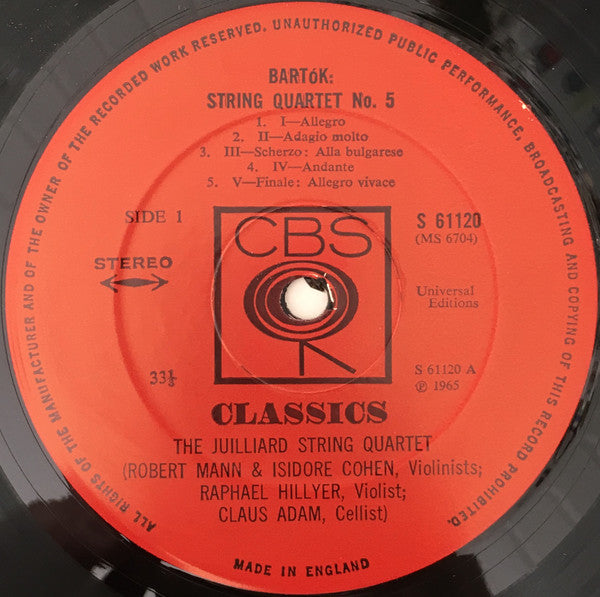 ALL RIGHTS OF THE MANUFACTURER AND OF THE OWNER OF THE RECORDED WORK RESERVED. UNAUTHORIZED PUBLIC PERFORMANCE, BROADCASTING AND COPYING OF THIS RECORD PROHIBITED.
BARTóK:
STRING QUARTET No. 5
1. I—Allegro
2. II—Adagio molto
3. III—Scherzo: Alla bulgarese
4. IV—Andante
5. V—Finale: Allegro vivace
SIDE 1
S 61120
(MS 6704)
CBS
STEREO
Universal
Editions
33⅓
S 61120 A
℗ 1965
CLASSICS
THE JUILLIARD STRING QUARTET
(ROBERT MANN & ISIDORE COHEN, Violinists;
RAPHAEL HILLYER, Violist;
CLAUS ADAM, Cellist)
MADE IN ENGLAND